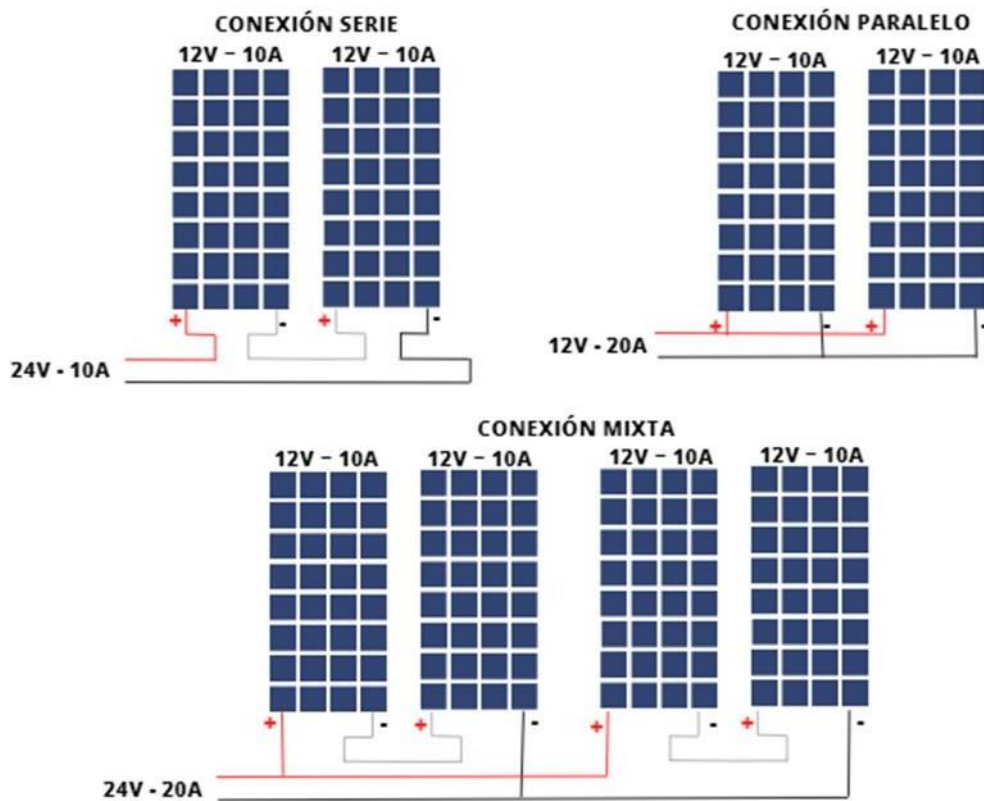 CONEXIÓN SERIE
12V – 10A 12V – 10A
+ - + -
24V - 10A
CONEXIÓN PARALELO
12V – 10A 12V – 10A
+ - + -
12V - 20A
CONEXIÓN MIXTA
12V – 10A 12V – 10A 12V – 10A 12V – 10A
+ - + - + - + -
24V - 20A